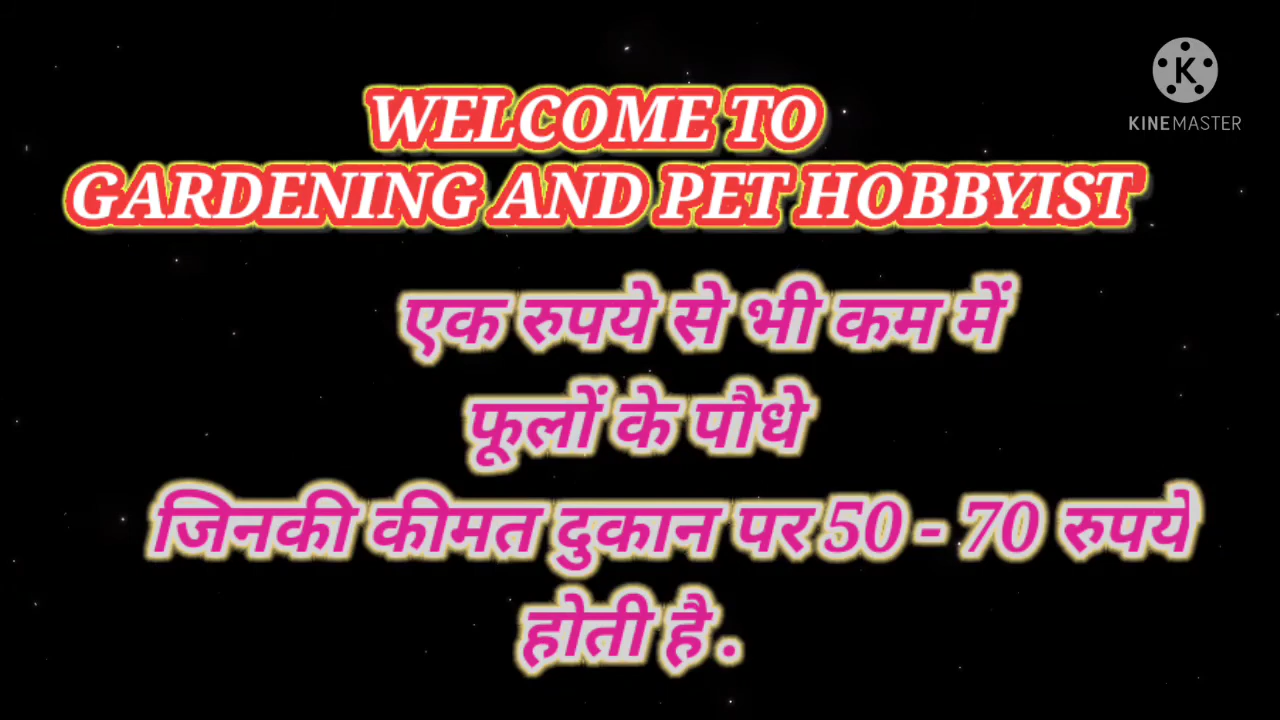 WELCOME TO
GARDENING AND PET HOBBYIST
एक रुपये से भी कम में
फूलों के पौधे
जिनकी कीमत दुकान पर 50 - 70 रुपये
होती है .
K
KINEMASTER